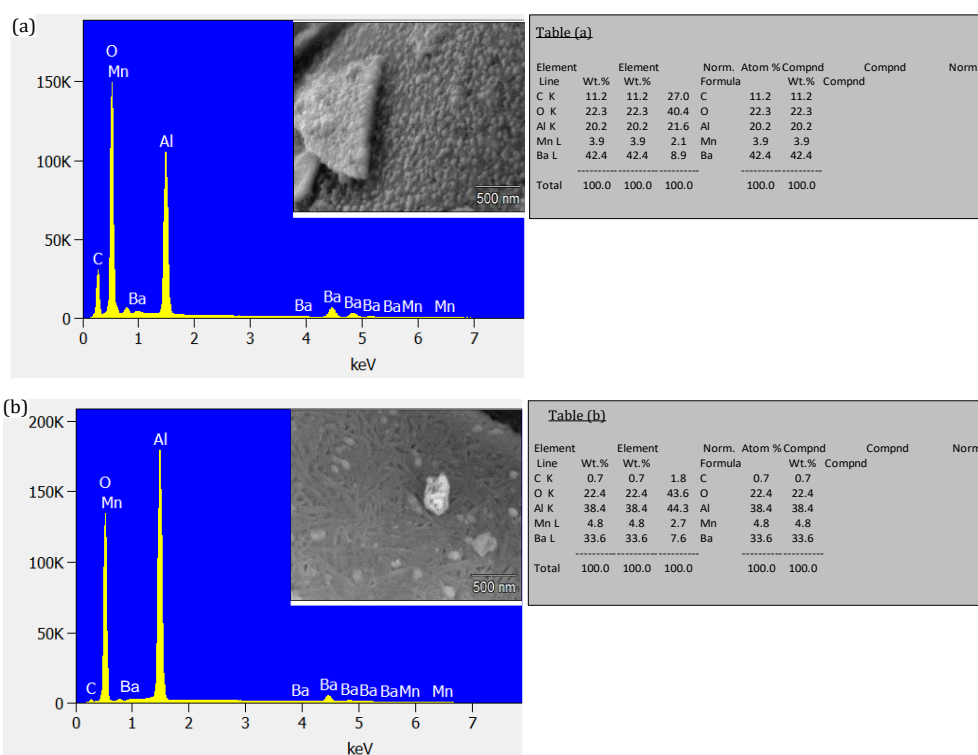 (a)
O
Mn
150K
Al
100K
50K
C
Ba
Ba Ba Ba Ba Ba Mn Mn
0
0 1 2 3 4 5 6 7
keV
500 nm
Table (a)
Element Element Norm. Atom % Compnd Compnd Norm
Line Wt.% Wt.% Formula Wt.% Compnd
C K 11.2 11.2 27.0 C 11.2 11.2
O K 22.3 22.3 40.4 O 22.3 22.3
Al K 20.2 20.2 21.6 Al 20.2 20.2
Mn L 3.9 3.9 2.1 Mn 3.9 3.9
Ba L 42.4 42.4 8.9 Ba 42.4 42.4
Total 100.0 100.0 100.0 100.0 100.0
(b)
200K
Al
O
Mn
150K
100K
50K
C
Ba
Ba Ba Ba Ba Ba Mn Mn
0
0 1 2 3 4 5 6 7
keV
500 nm
Table (b)
Element Element Norm. Atom % Compnd Compnd Norm
Line Wt.% Wt.% Formula Wt.% Compnd
C K 0.7 0.7 1.8 C 0.7 0.7
O K 22.4 22.4 43.6 O 22.4 22.4
Al K 38.4 38.4 44.3 Al 38.4 38.4
Mn L 4.8 4.8 2.7 Mn 4.8 4.8
Ba L 33.6 33.6 7.6 Ba 33.6 33.6
Total 100.0 100.0 100.0 100.0 100.0